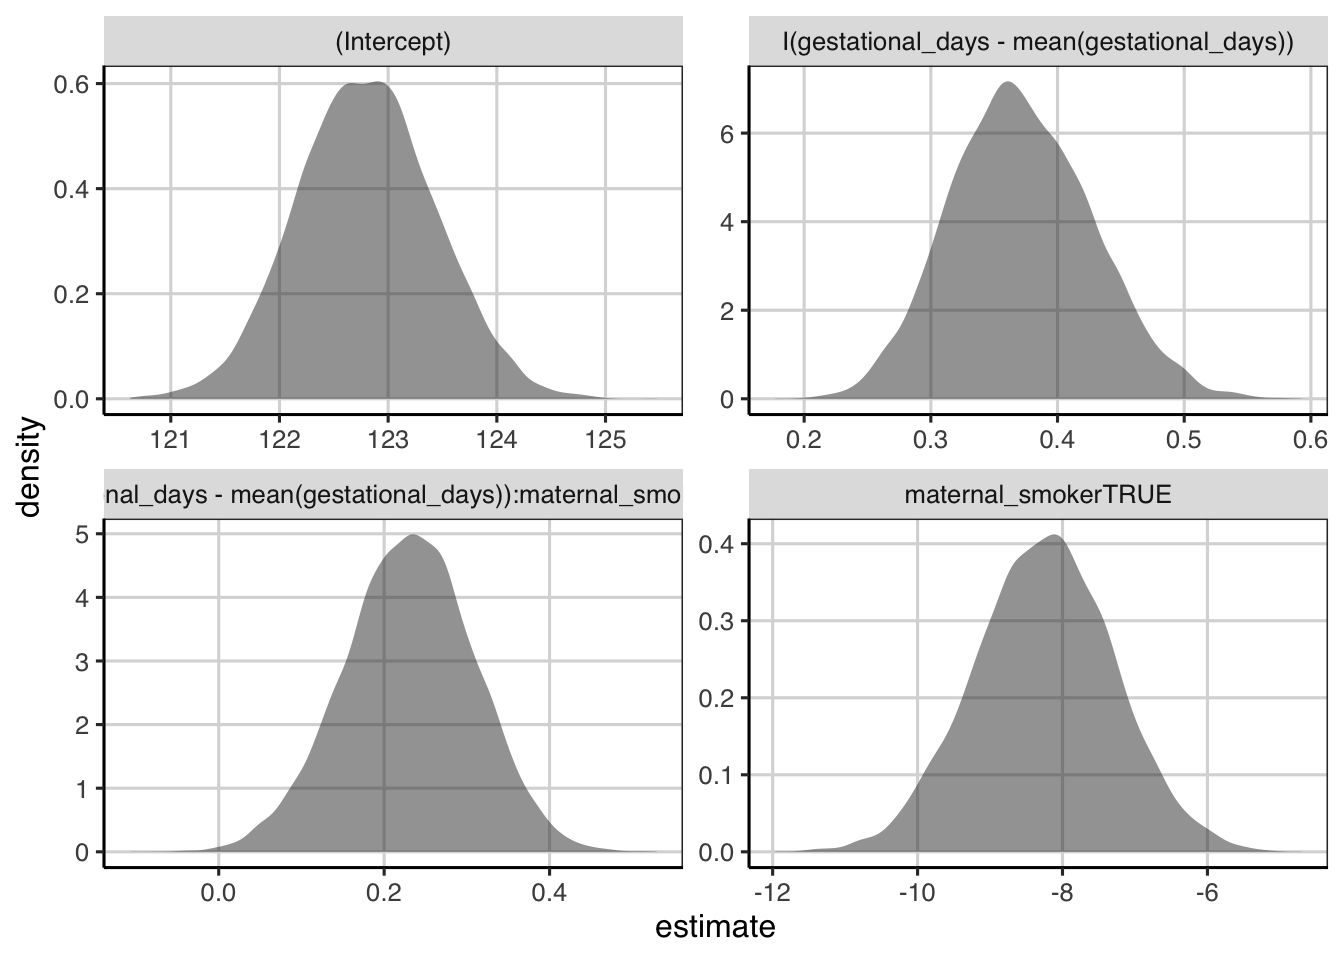 (Intercept)
I(gestational_days - mean(gestational_days))
0.6
0.4
0.2
0.0
121 122 123 124 125
6
4
2
0
0.2 0.3 0.4 0.5 0.6
density
nal_days - mean(gestational_days)):maternal_smo
maternal_smokerTRUE
5
4
3
2
1
0
0.0 0.2 0.4
0.4
0.3
0.2
0.1
0.0
-12 -10 -8 -6
estimate